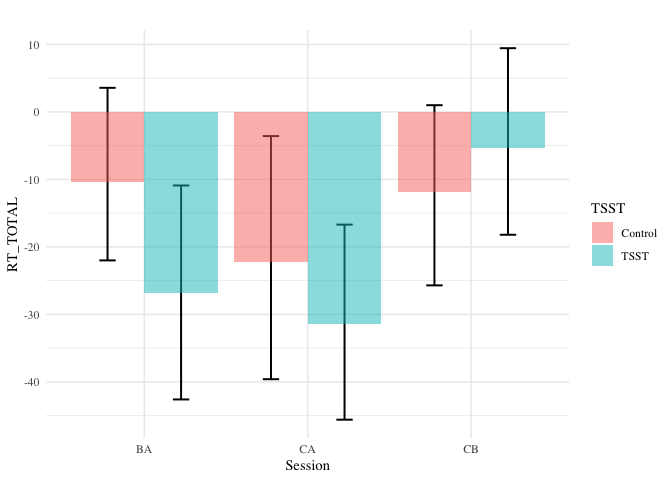 10
0
-10
-20
-30
-40
RT_TOTAL
BA
CA
CB
Session
TSST
Control
TSST